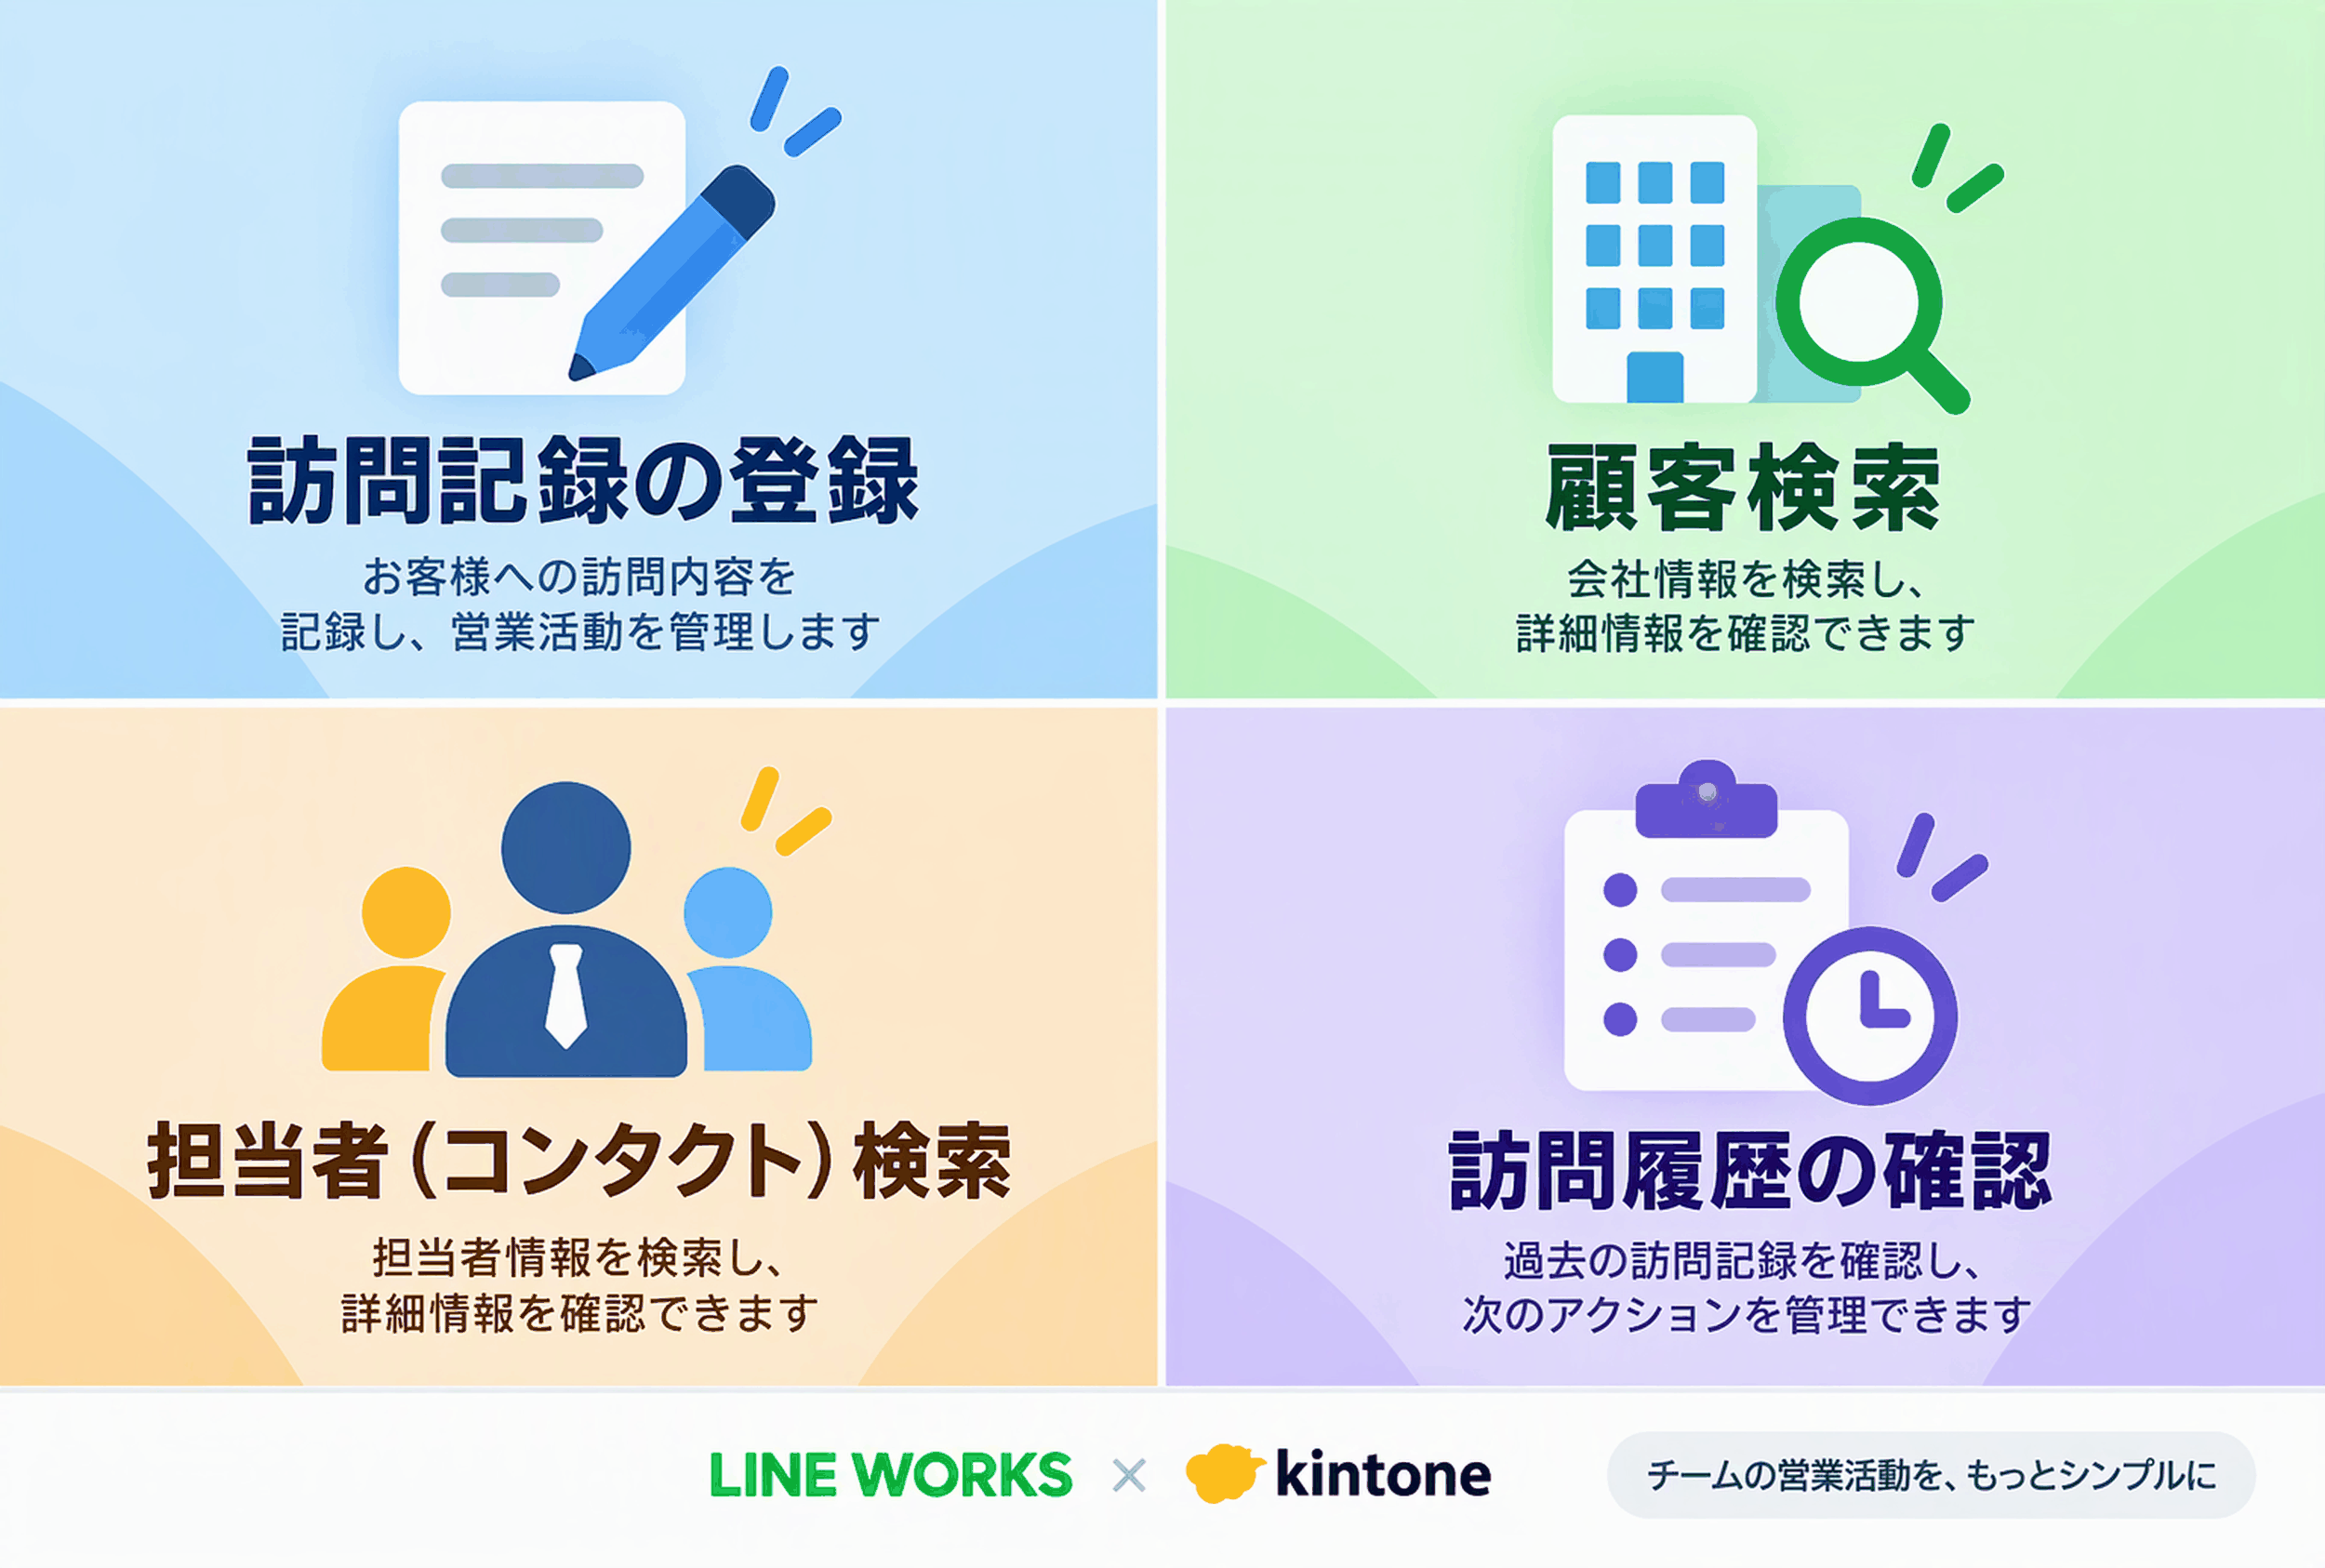 訪問記録の登録
お客様への訪問内容を
記録し、営業活動を管理します
顧客検索
会社情報を検索し、
詳細情報を確認できます
担当者（コンタクト）検索
担当者情報を検索し、
詳細情報を確認できます
訪問履歴の確認
過去の訪問記録を確認し、
次のアクションを管理できます
LINE WORKS × kintone
チームの営業活動を、もっとシンプルに